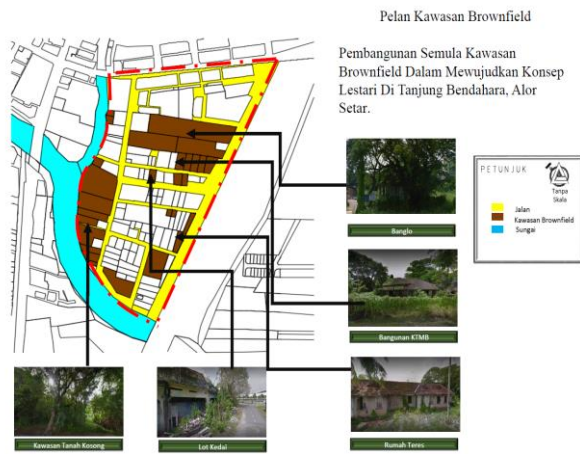 Pelan Kawasan Brownfield
Pembangunan Semula Kawasan
Brownfield Dalam Mewujudkan Konsep
Lestari Di Tanjung Bendahara, Alor
Setar.
PETUNJUK
Tanpa
Skala
Jalan
Kawasan Brownfield
Sungai
Banglo
Bangunan KTMB
Kawasan Tanah Kosong
Lot Kedai
Rumah Teres